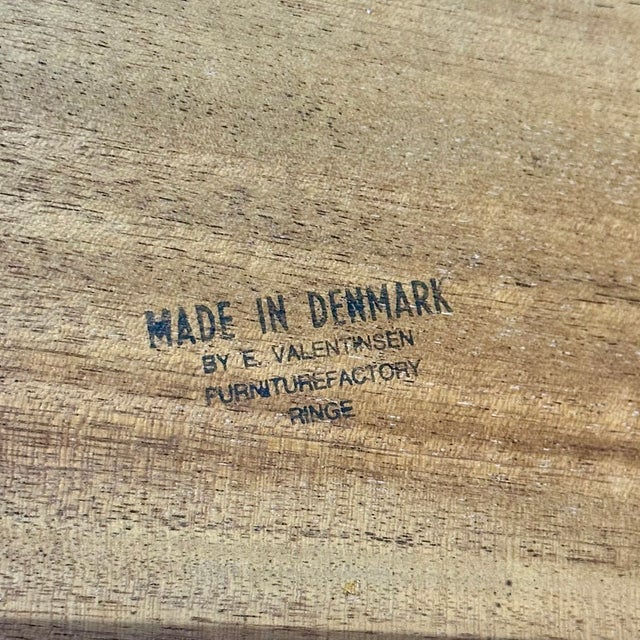 MADE IN DENMARK
BY E. VALENTINSEN
FURNITUREFACTORY
RINGE